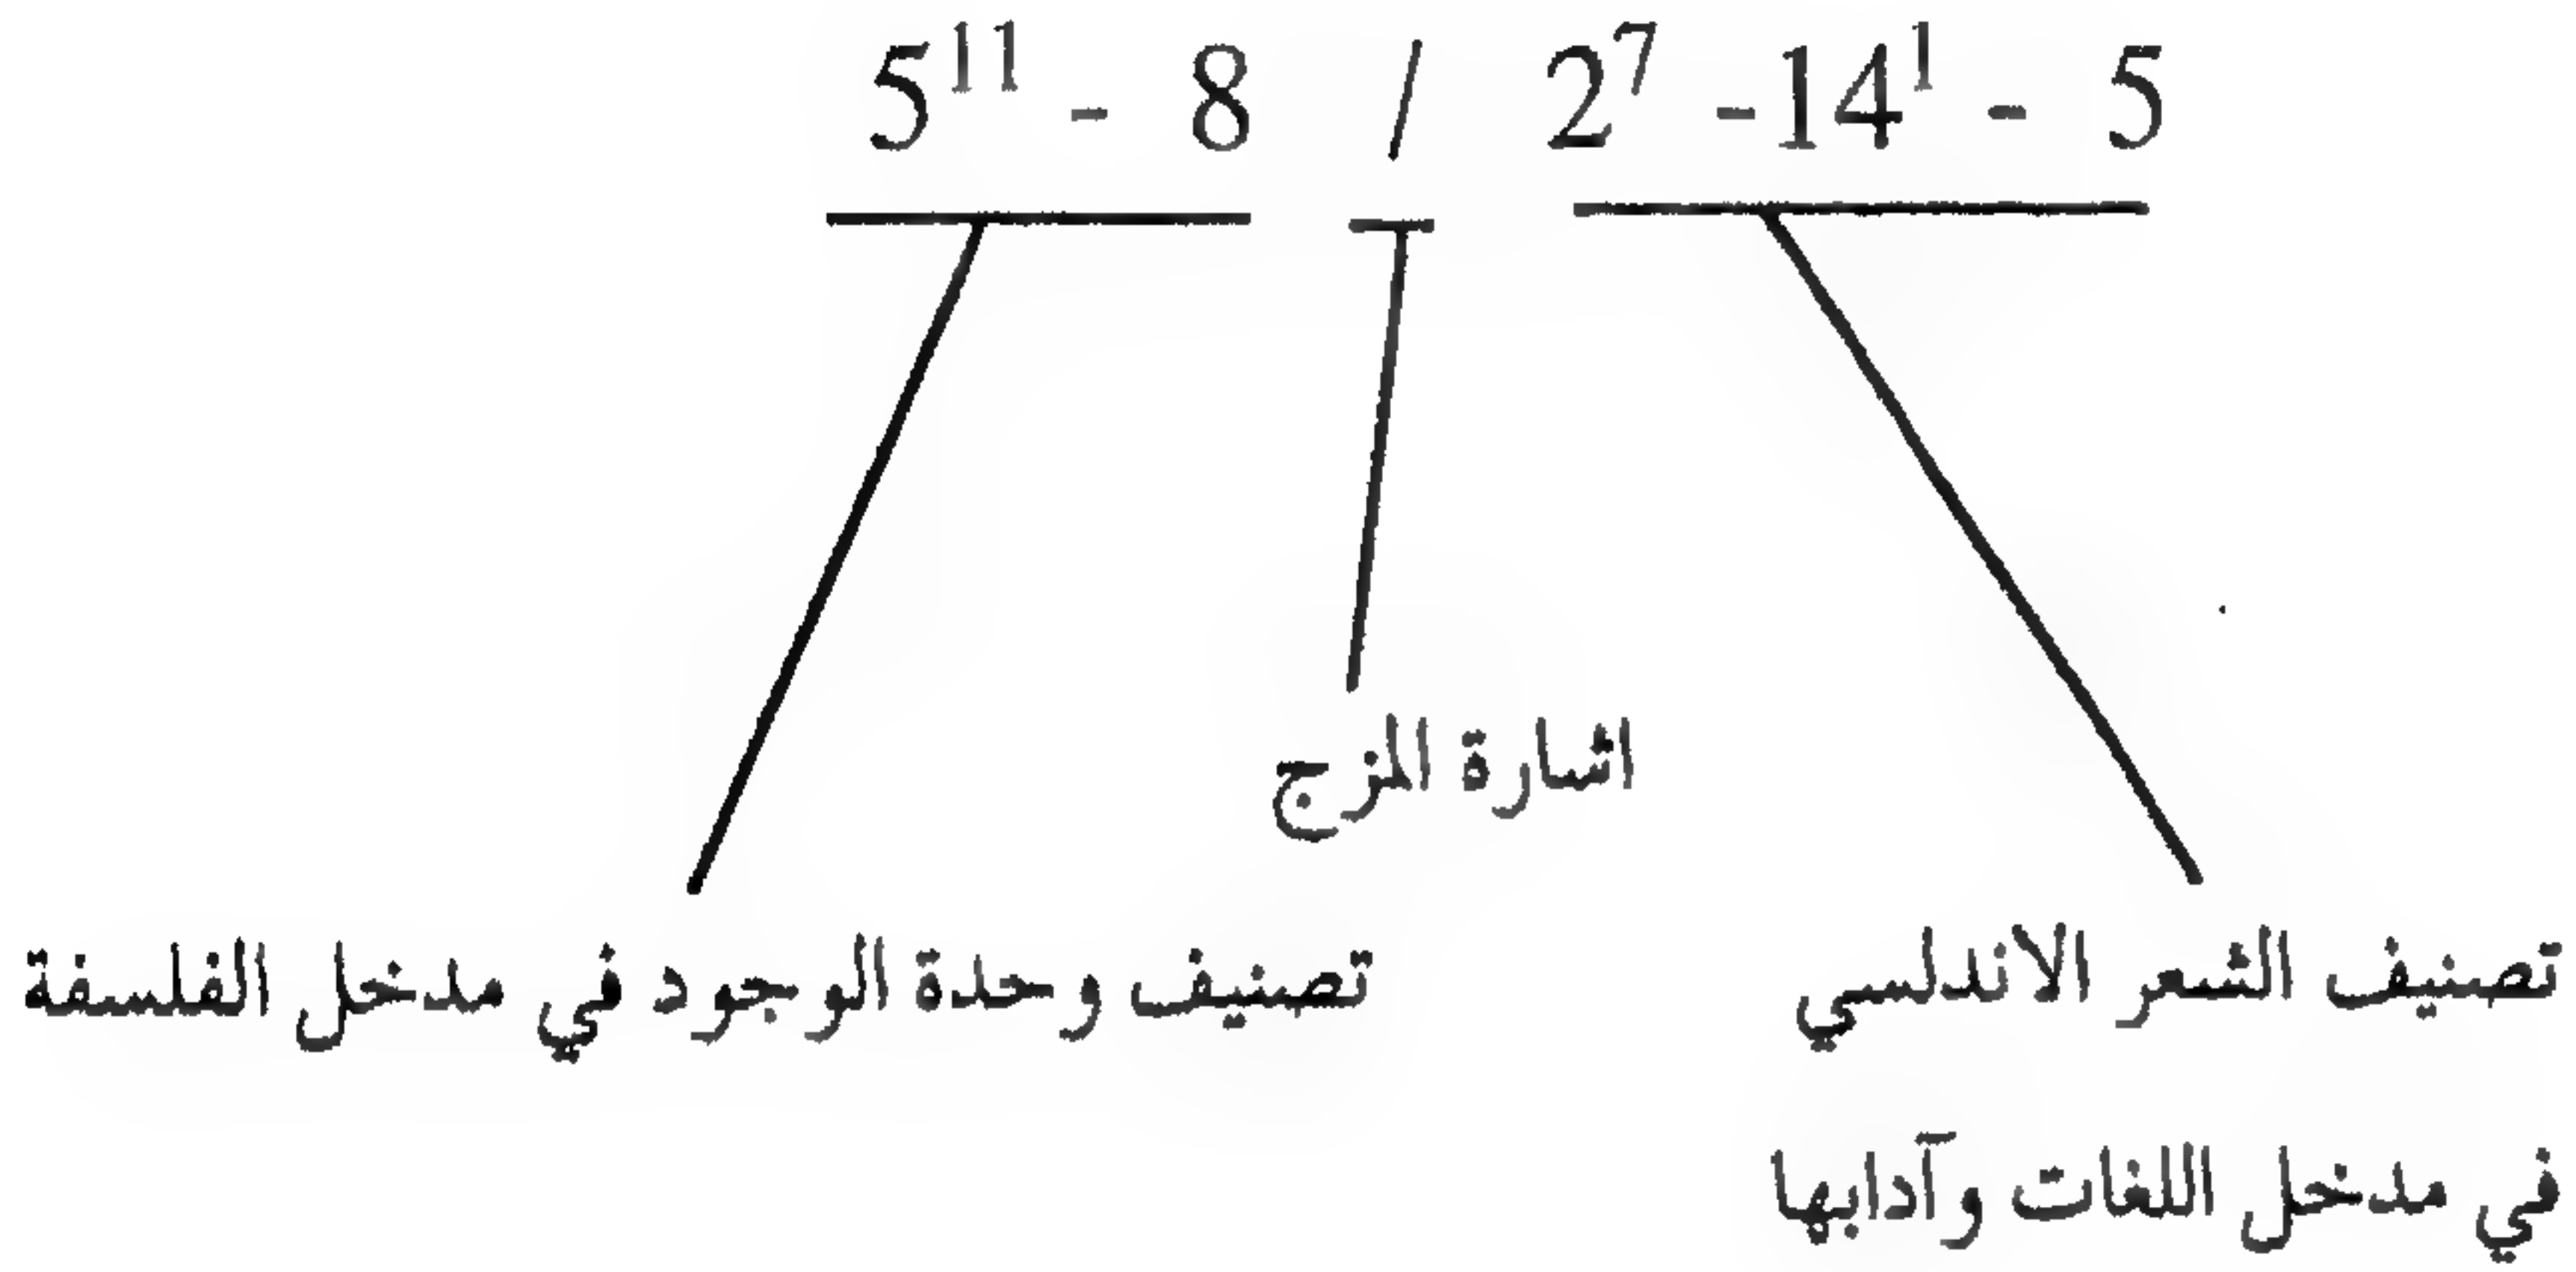 5¹¹ - 8 / 2⁷ -14¹ - 5
اشارة المزج
تصنيف الشعر الاندلسي
في مدخل اللغات وآدابها
تصنيف وحدة الوجود في مدخل الفلسفة